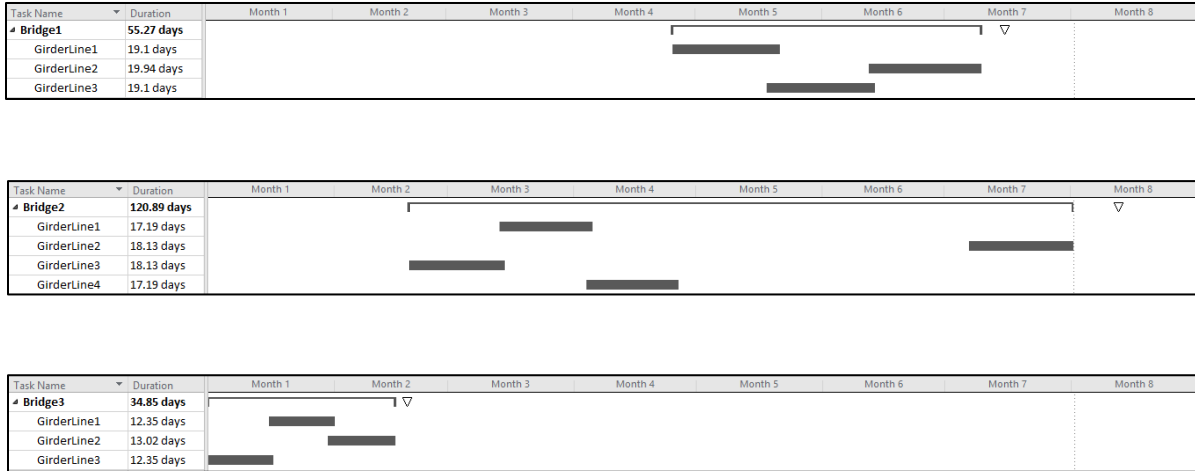 Task Name Duration Month 1 Month 2 Month 3 Month 4 Month 5 Month 6 Month 7 Month 8
Bridge1 55.27 days
GirderLine1 19.1 days
GirderLine2 19.94 days
GirderLine3 19.1 days
Task Name Duration Month 1 Month 2 Month 3 Month 4 Month 5 Month 6 Month 7 Month 8
Bridge2 120.89 days
GirderLine1 17.19 days
GirderLine2 18.13 days
GirderLine3 18.13 days
GirderLine4 17.19 days
Task Name Duration Month 1 Month 2 Month 3 Month 4 Month 5 Month 6 Month 7 Month 8
Bridge3 34.85 days
GirderLine1 12.35 days
GirderLine2 13.02 days
GirderLine3 12.35 days